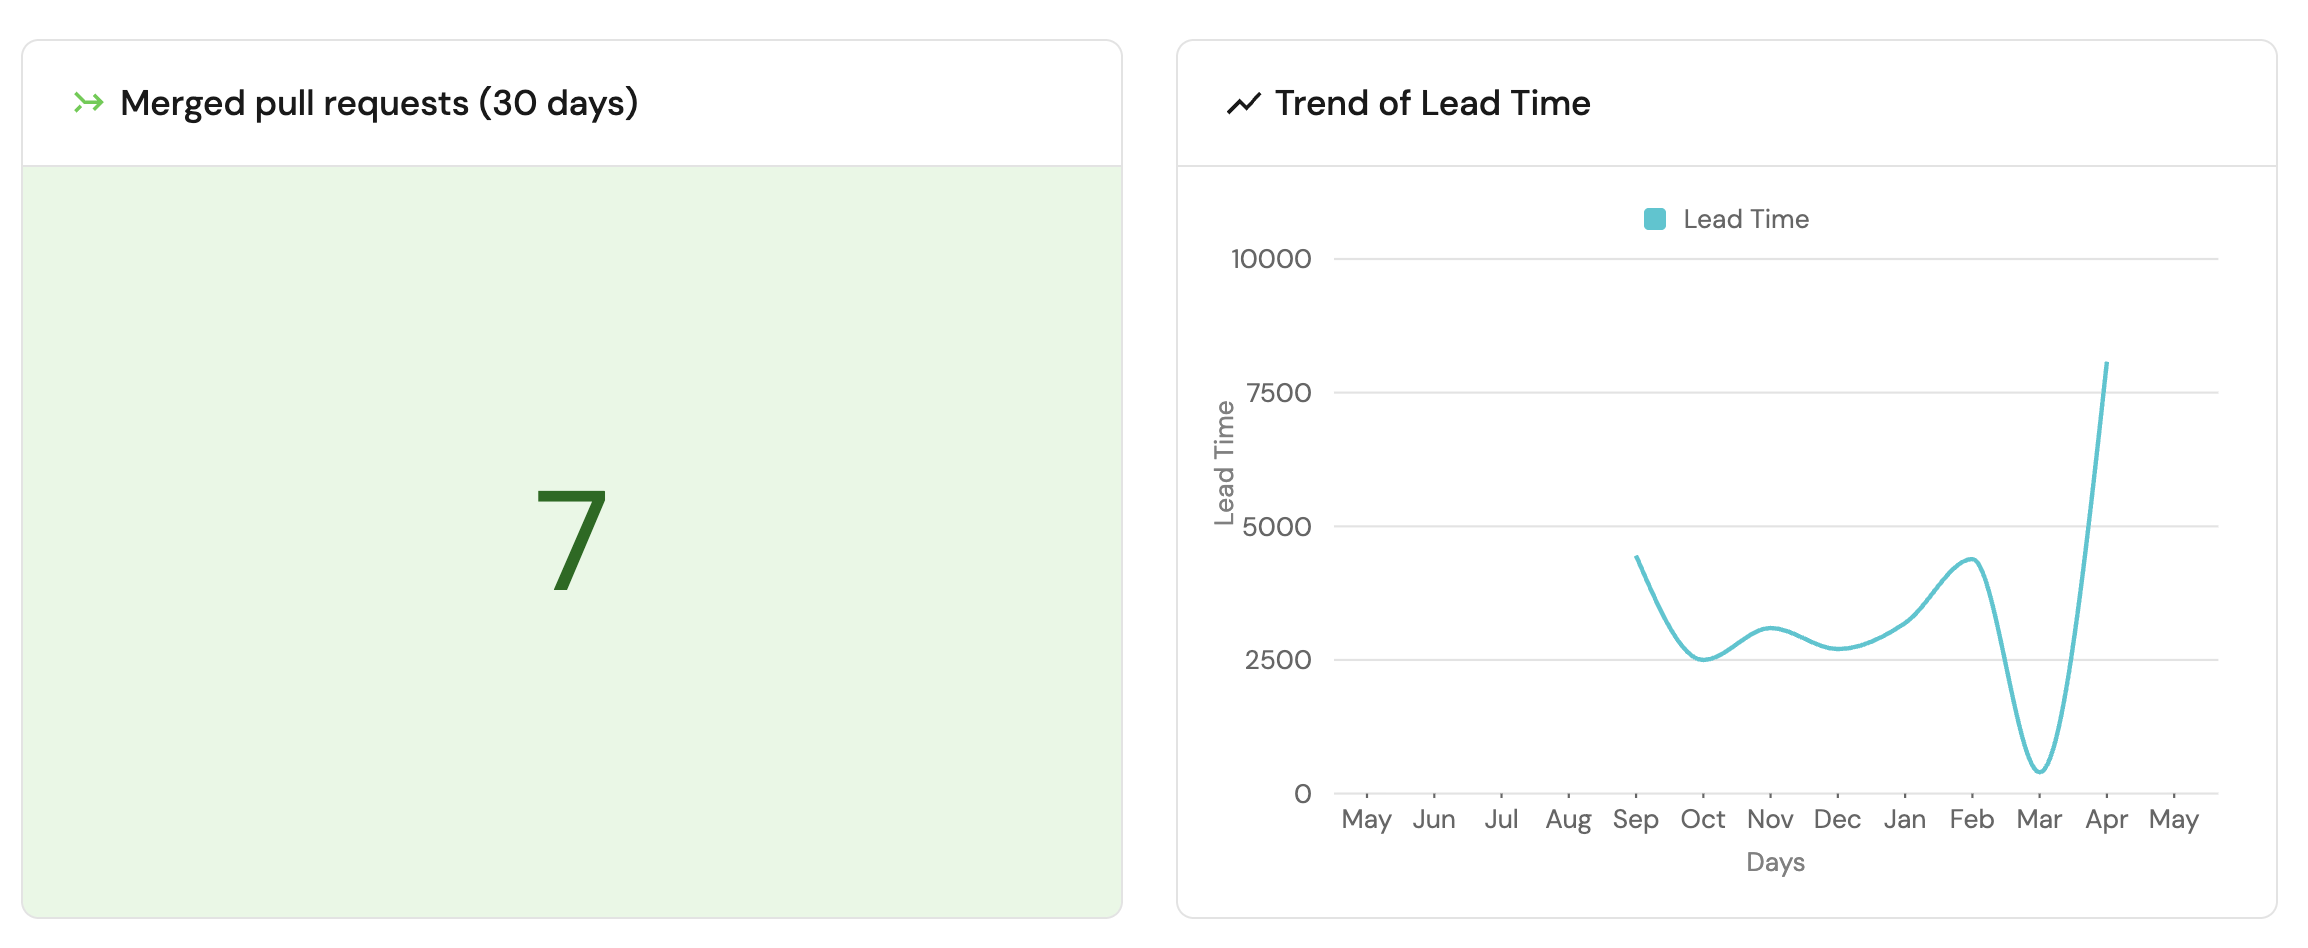 Merged pull requests (30 days)
7
Trend of Lead Time
Lead Time
10000
7500
5000
2500
0
Lead Time
May Jun Jul Aug Sep Oct Nov Dec Jan Feb Mar Apr May
Days